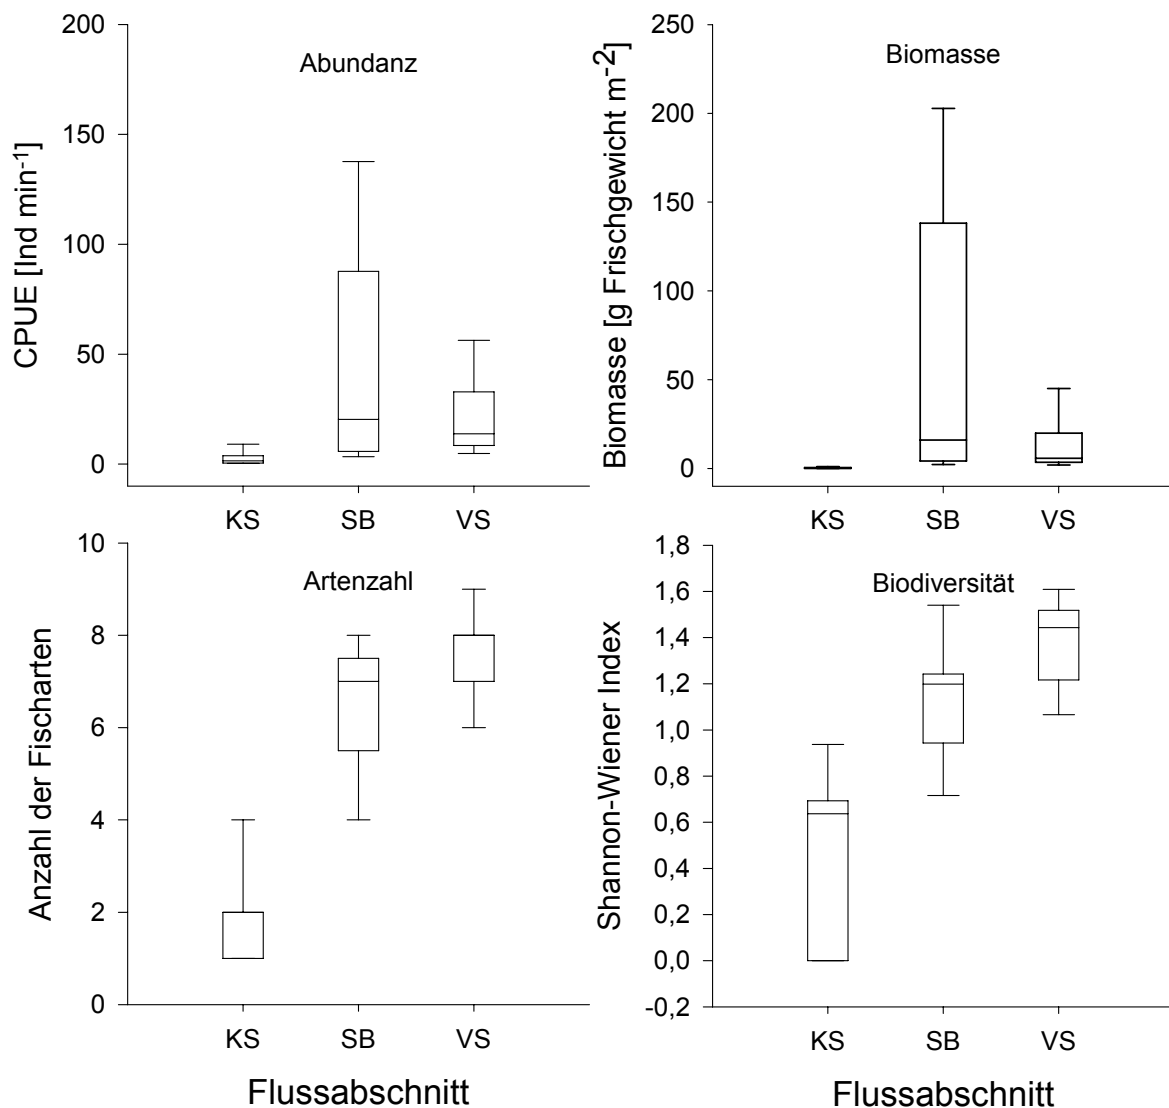 Abundanz
CPUE [Ind min-1]
200
150
100
50
0
KS SB VS
Biomasse
Biomasse [g Frischgewicht m-2]
250
200
150
100
50
0
KS SB VS
Artenzahl
Anzahl der Fischarten
10
8
6
4
2
0
KS SB VS
Flussabschnitt
Biodiversität
Shannon-Wiener Index
1,8
1,6
1,4
1,2
1,0
0,8
0,6
0,4
0,2
0,0
-0,2
KS SB VS
Flussabschnitt